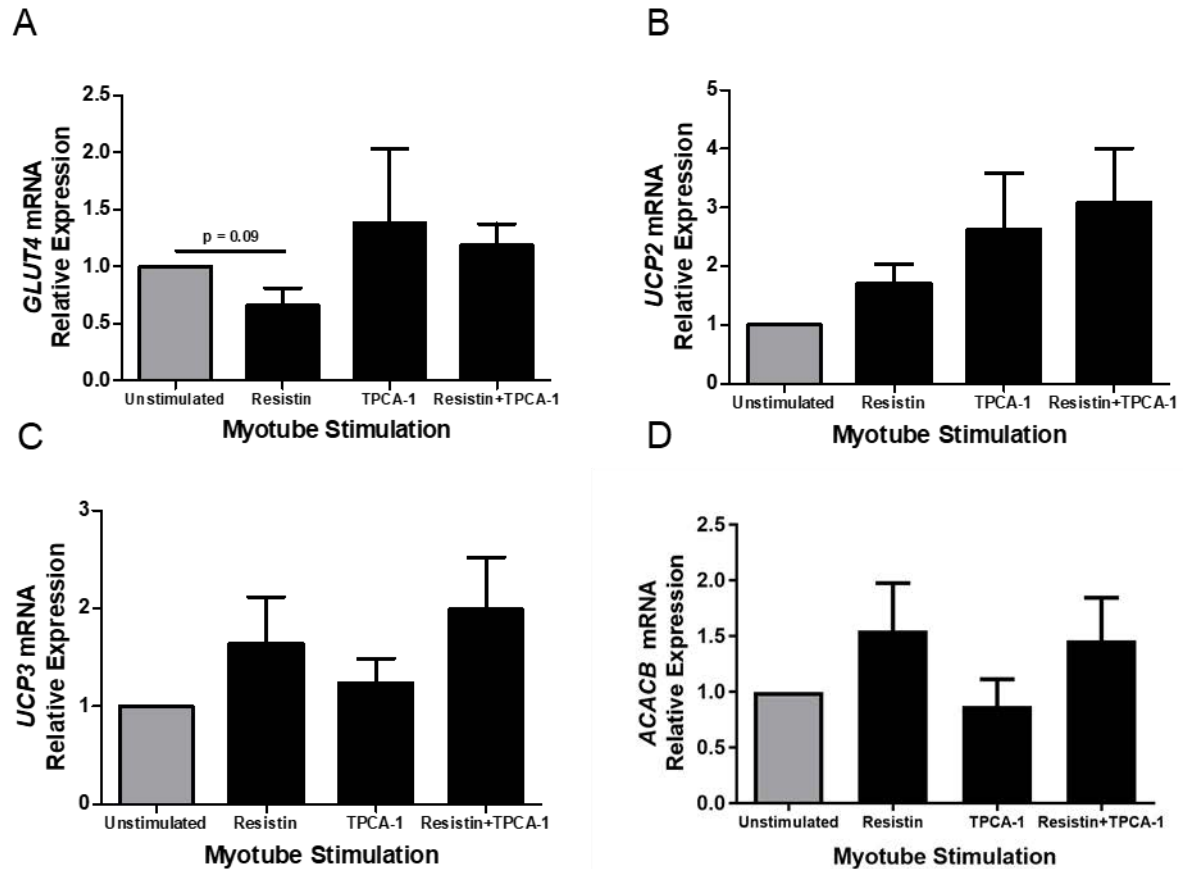 A
GLUT4 mRNA
Relative Expression
2.5
2.0
1.5
1.0
0.5
0.0
p = 0.09
Unstimulated Resistin TPCA-1 Resistin+TPCA-1
Myotube Stimulation
B
UCP2 mRNA
Relative Expression
5
4
3
2
1
0
Unstimulated Resistin TPCA-1 Resistin+TPCA-1
Myotube Stimulation
C
UCP3 mRNA
Relative Expression
3
2
1
0
Unstimulated Resistin TPCA-1 Resistin+TPCA-1
Myotube Stimulation
D
ACACB mRNA
Relative Expression
2.5
2.0
1.5
1.0
0.5
0.0
Unstimulated Resistin TPCA-1 Resistin+TPCA-1
Myotube Stimulation